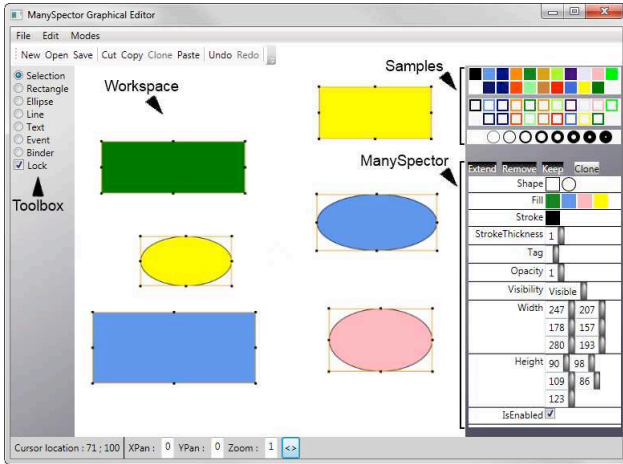 ManySpector Graphical Editor
File Edit Modes
New Open Save Cut Copy Clone Paste Undo Redo
Selection
Rectangle
Ellipse
Line
Text
Event
Binder
Lock
Toolbox
Workspace
Samples
ManySpector
Extend Remove Keep Clone
Shape
Fill
Stroke
StrokeThickness 1
Tag
Opacity 1
Visibility Visible
Width 247 207
178 157
280 193
Height 90 98
109 86
123
IsEnabled
Cursor location : 71 ; 100 XPan : 0 YPan : 0 Zoom : 1 <>